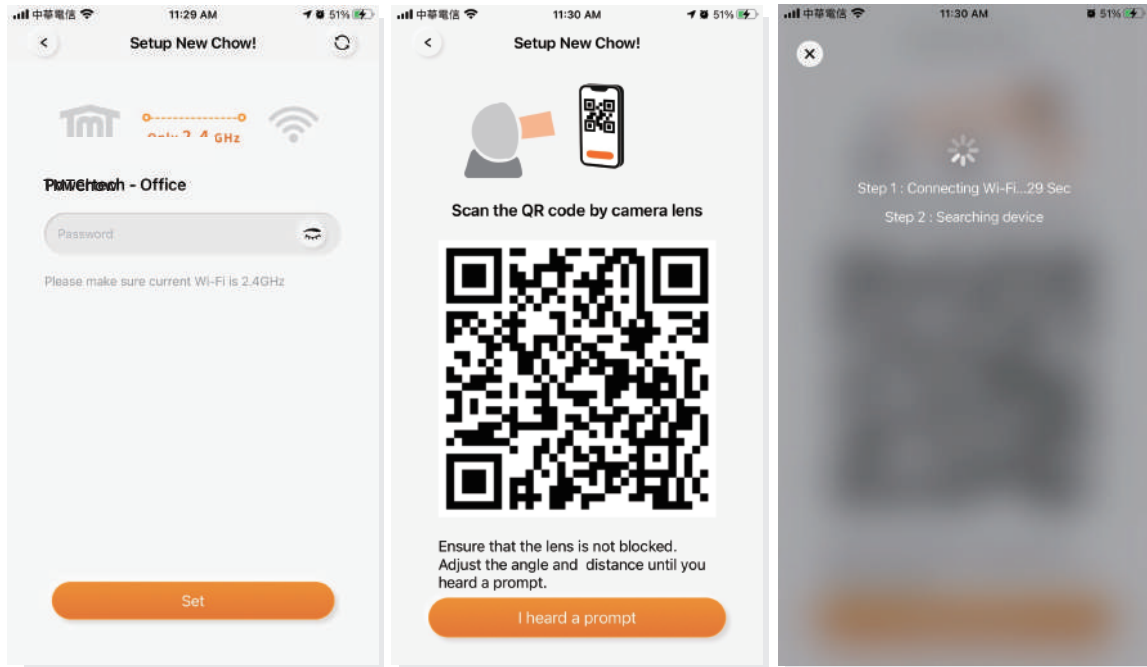 中華電信
11:29 AM
51%
Setup New Chow!
tmt
Only 2.4 GHz
- Office
Password
Please make sure current Wi-Fi is 2.4GHz
Set
中華電信
11:30 AM
51%
Setup New Chow!
Scan the QR code by camera lens
Ensure that the lens is not blocked.
Adjust the angle and distance until you
heard a prompt.
I heard a prompt
中華電信
11:30 AM
51%
Step 1 : Connecting Wi-Fi...29 Sec
Step 2 : Searching device